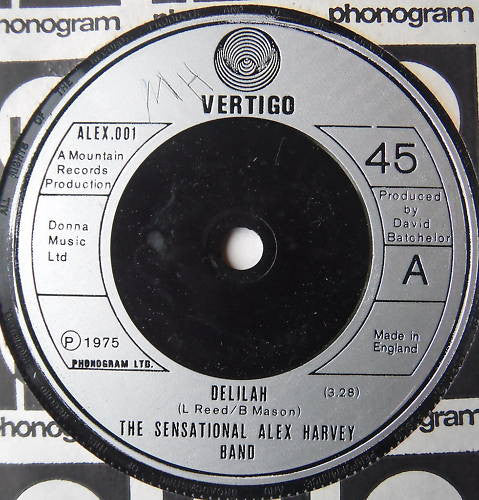 phonogram
phonogram
MH
VERTIGO
ALEX.001
A Mountain
Records
Production
Donna
Music
Ltd
Ⓟ 1975
PHONOGRAM LTD.
45
Produced
by
David
Batchelor
A
Made in
England
DELILAH (3.28)
(L Reed/B Mason)
THE SENSATIONAL ALEX HARVEY
BAND
phonogram
phonogram